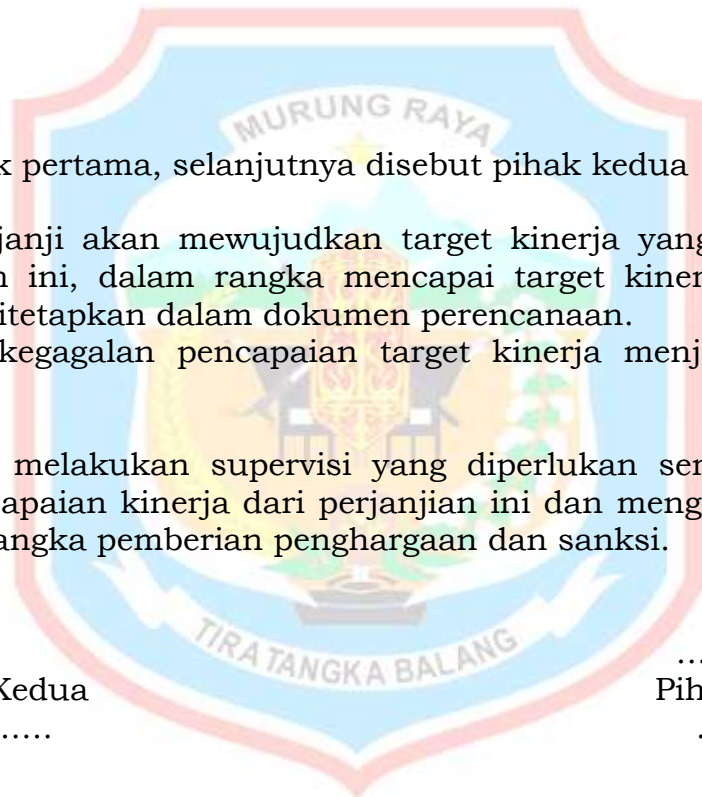 MURUNG RAYA
k pertama, selanjutnya disebut pihak kedua
janji akan mewujudkan target kinerja yang
n ini, dalam rangka mencapai target kiner
itetapkan dalam dokumen perencanaan.
kegagalan pencapaian target kinerja menj
melakukan supervisi yang diperlukan ser
apaian kinerja dari perjanjian ini dan meng
angka pemberian penghargaan dan sanksi.
TIRA TANGKA BALANG
...
Kedua Pih
...... .